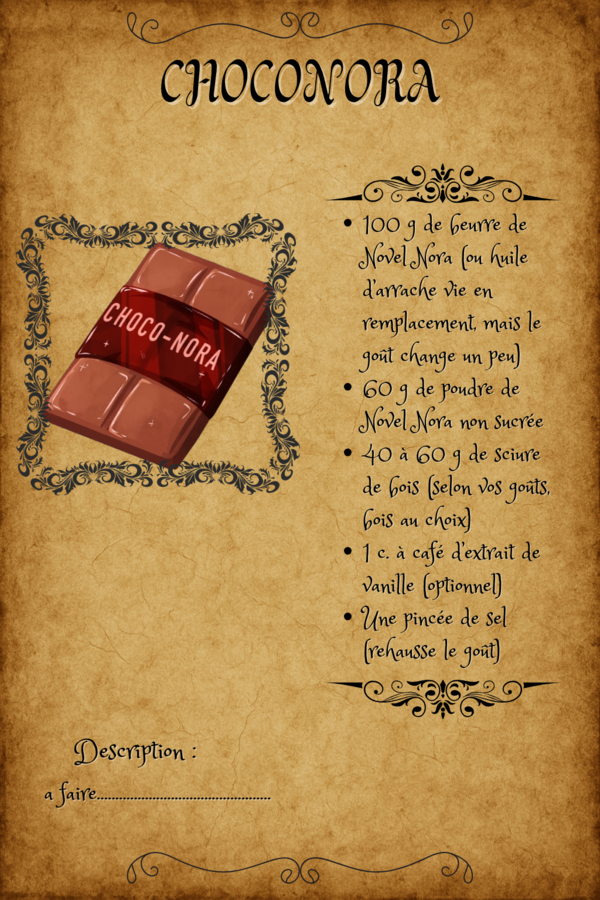 CHOCONORA
CHOCO-NORA
• 100 g de beurre de
Novel Nora (ou huile
d'arrache vie en
remplacement, mais le
goût change un peu)
• 60 g de poudre de
Novel Nora non sucrée
• 40 à 60 g de sciure
de bois (selon vos goûts,
bois au choix)
• 1 c. à café d'extrait de
vanille (optionnel)
• Une pincée de sel
(rehausse le goût)
Description :
a faire...............................................